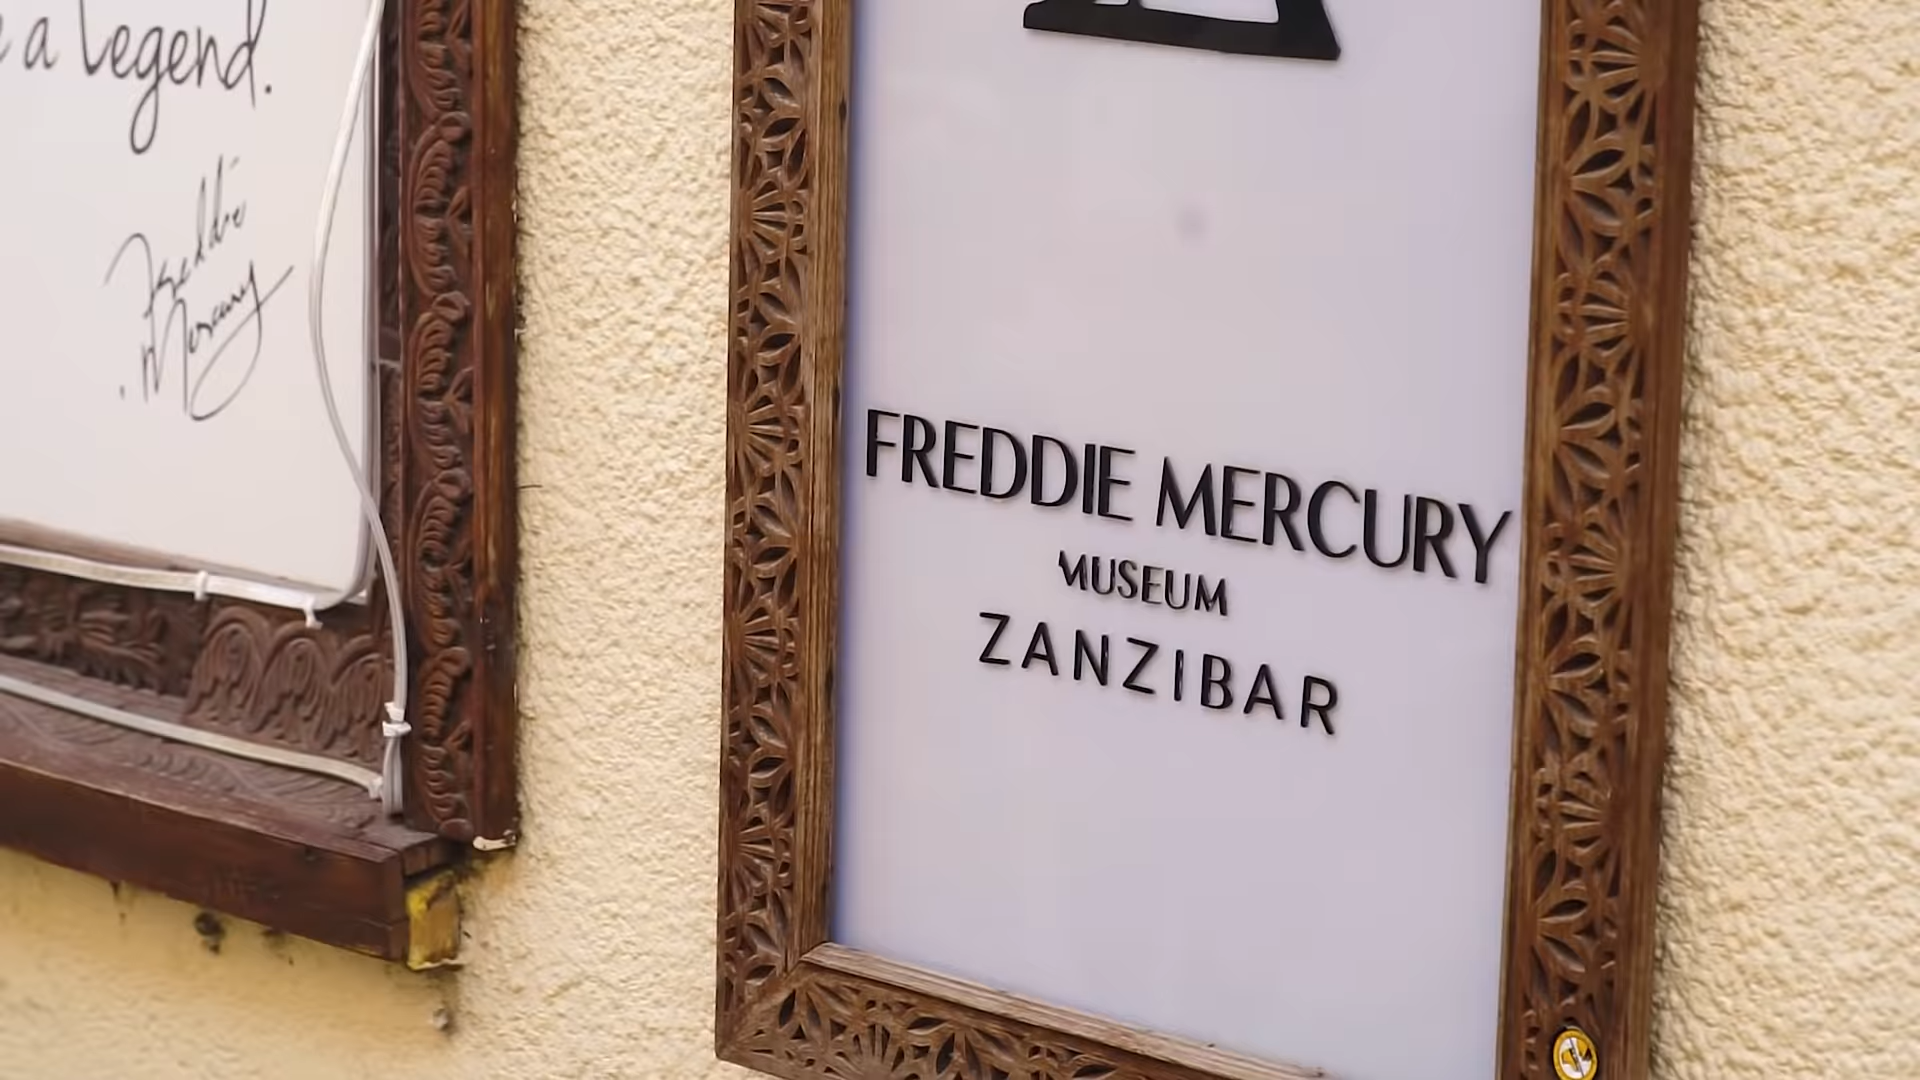 a legend.
Freddie
Mercury
FREDDIE MERCURY
MUSEUM
ZANZIBAR